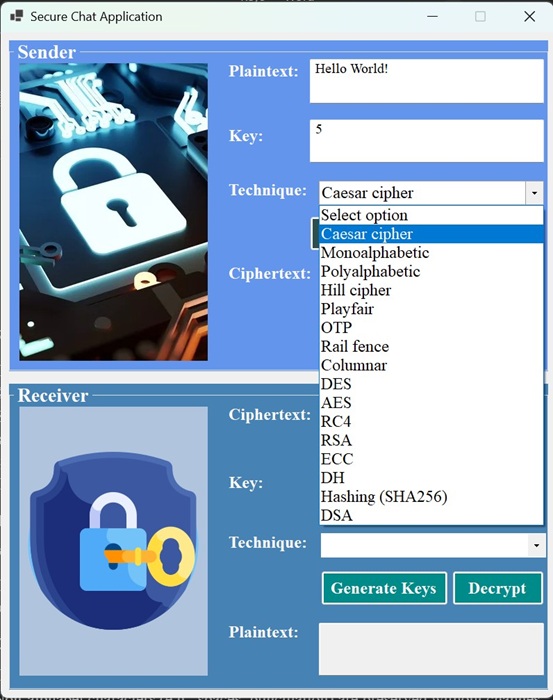 Secure Chat Application
Sender
Plaintext:
Hello World!
Key:
5
Technique:
Caesar cipher
Select option
Caesar cipher
Monoalphabetic
Polyalphabetic
Hill cipher
Playfair
OTP
Rail fence
Columnar
DES
AES
RC4
RSA
ECC
DH
Hashing (SHA256)
DSA
Ciphertext:
Receiver
Ciphertext:
Key:
Technique:
Generate Keys
Decrypt
Plaintext: